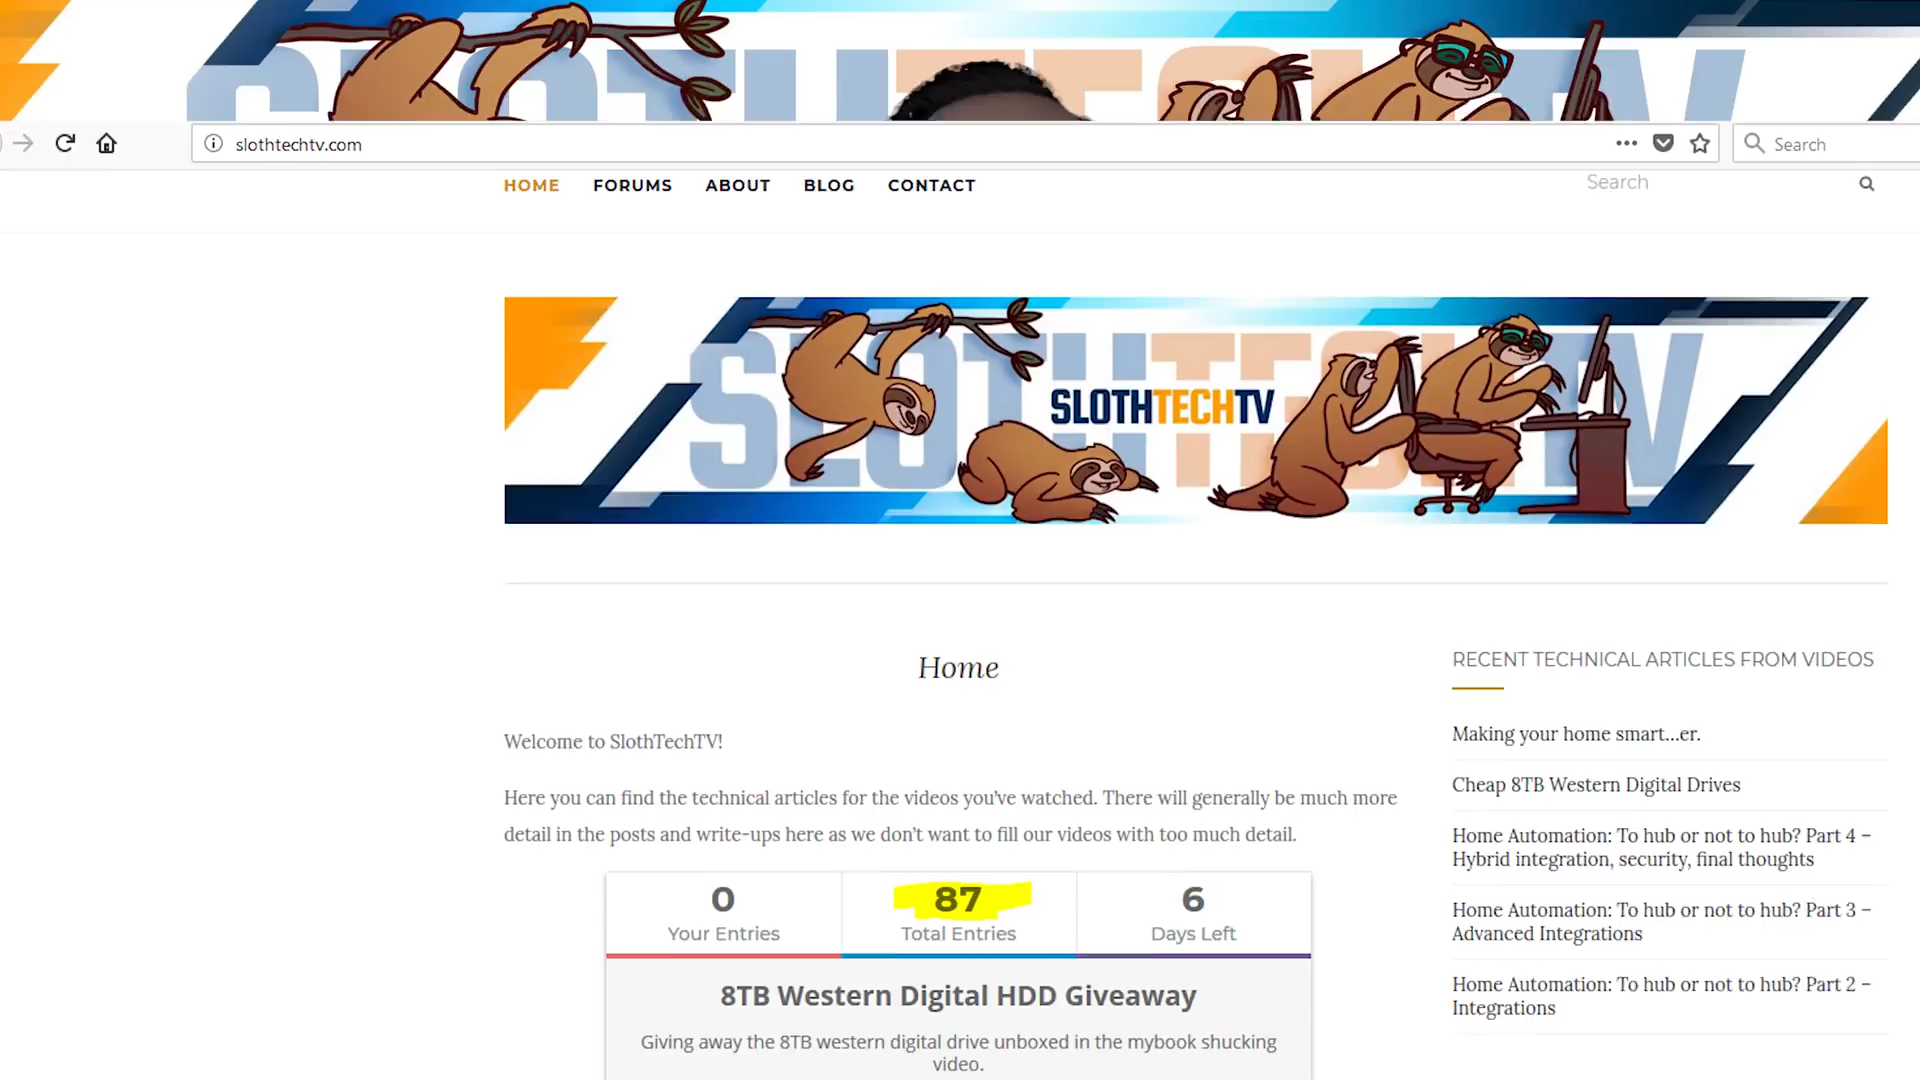 SLOTHTECHTV
slothtechtv.com
Search
HOME FORUMS ABOUT BLOG CONTACT
Search
SLOTHTECHTV
SLOTHTECHTV
Home
RECENT TECHNICAL ARTICLES FROM VIDEOS
Welcome to SlothTechTV!
Here you can find the technical articles for the videos you've watched. There will generally be much more
detail in the posts and write-ups here as we don't want to fill our videos with too much detail.
0
Your Entries
87
Total Entries
6
Days Left
8TB Western Digital HDD Giveaway
Giving away the 8TB western digital drive unboxed in the mybook shucking
video.
Making your home smart...er.
Cheap 8TB Western Digital Drives
Home Automation: To hub or not to hub? Part 4 –
Hybrid integration, security, final thoughts
Home Automation: To hub or not to hub? Part 3 –
Advanced Integrations
Home Automation: To hub or not to hub? Part 2 –
Integrations